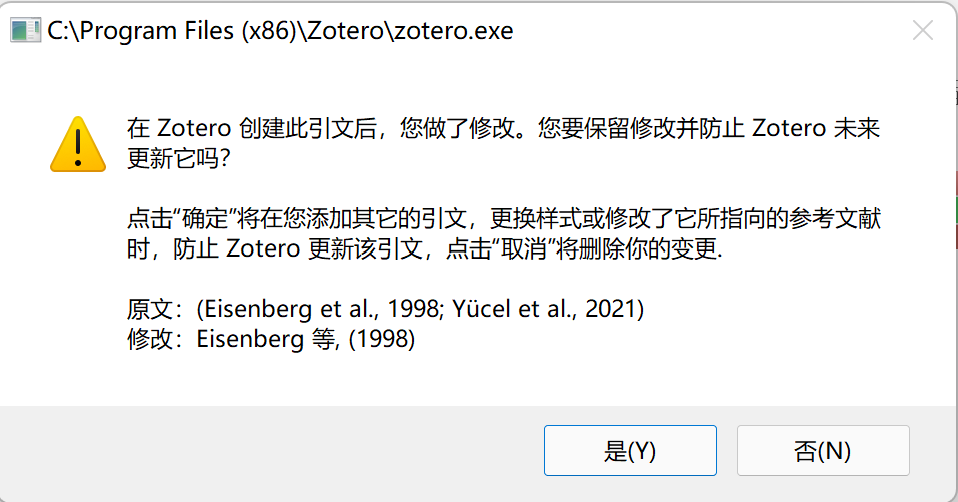 C:\Program Files (x86)\Zotero\zotero.exe
在 Zotero 创建此引文后，您做了修改。您要保留修改并防止 Zotero 未来
更新它吗？
点击“确定”将在您添加其它的引文，更换样式或修改了它所指向的参考文献
时，防止 Zotero 更新该引文，点击“取消”将删除你的变更.
原文：(Eisenberg et al., 1998; Yücel et al., 2021)
修改：Eisenberg 等, (1998)
是(Y)
否(N)